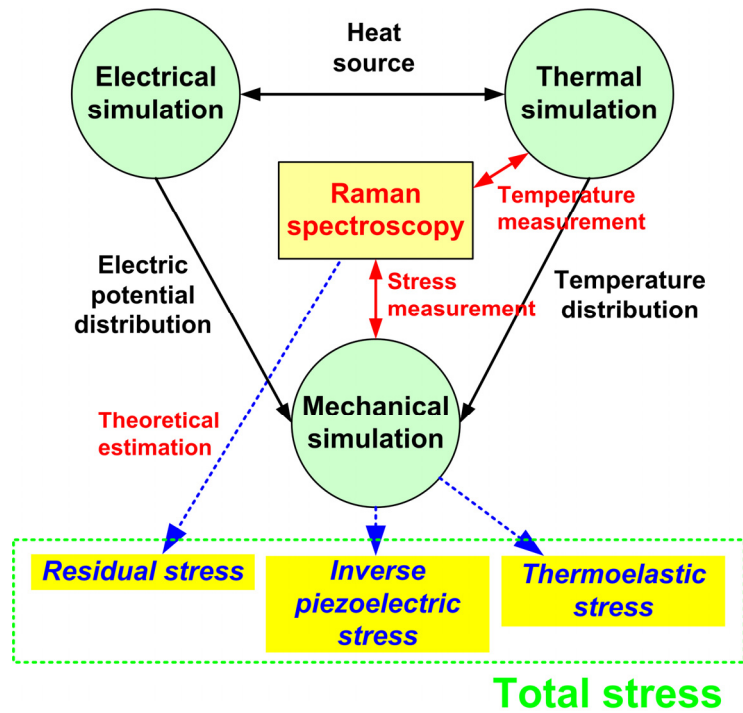 Heat
source
Electrical
simulation
Thermal
simulation
Raman
spectroscopy
Temperature
measurement
Electric
potential
distribution
Stress
measurement
Temperature
distribution
Mechanical
simulation
Theoretical
estimation
Residual stress
Inverse
piezoelectric
stress
Thermoelastic
stress
Total stress